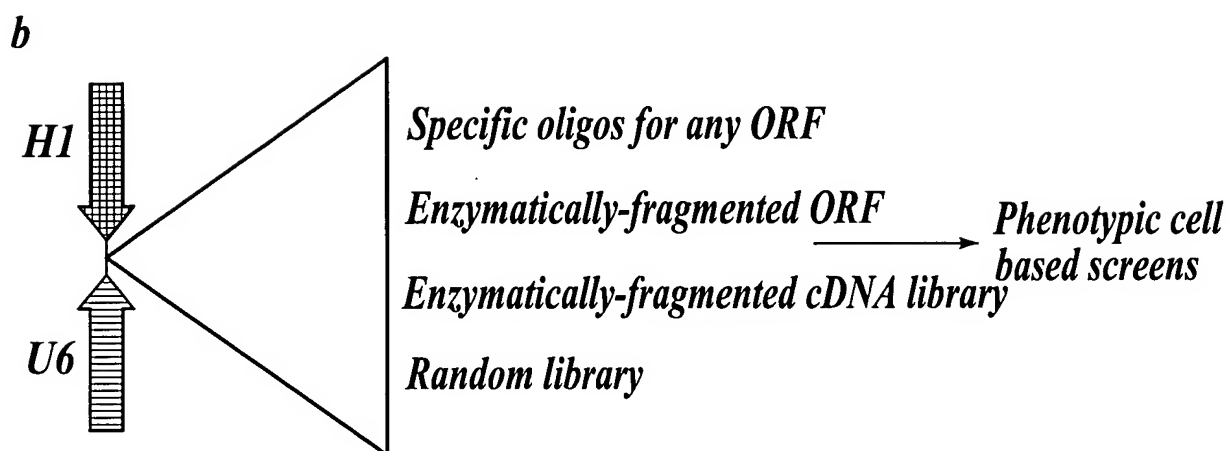 b
H1
U6
Specific oligos for any ORF
Enzymatically-fragmented ORF
Enzymatically-fragmented cDNA library
Random library
Phenotypic cell
based screens